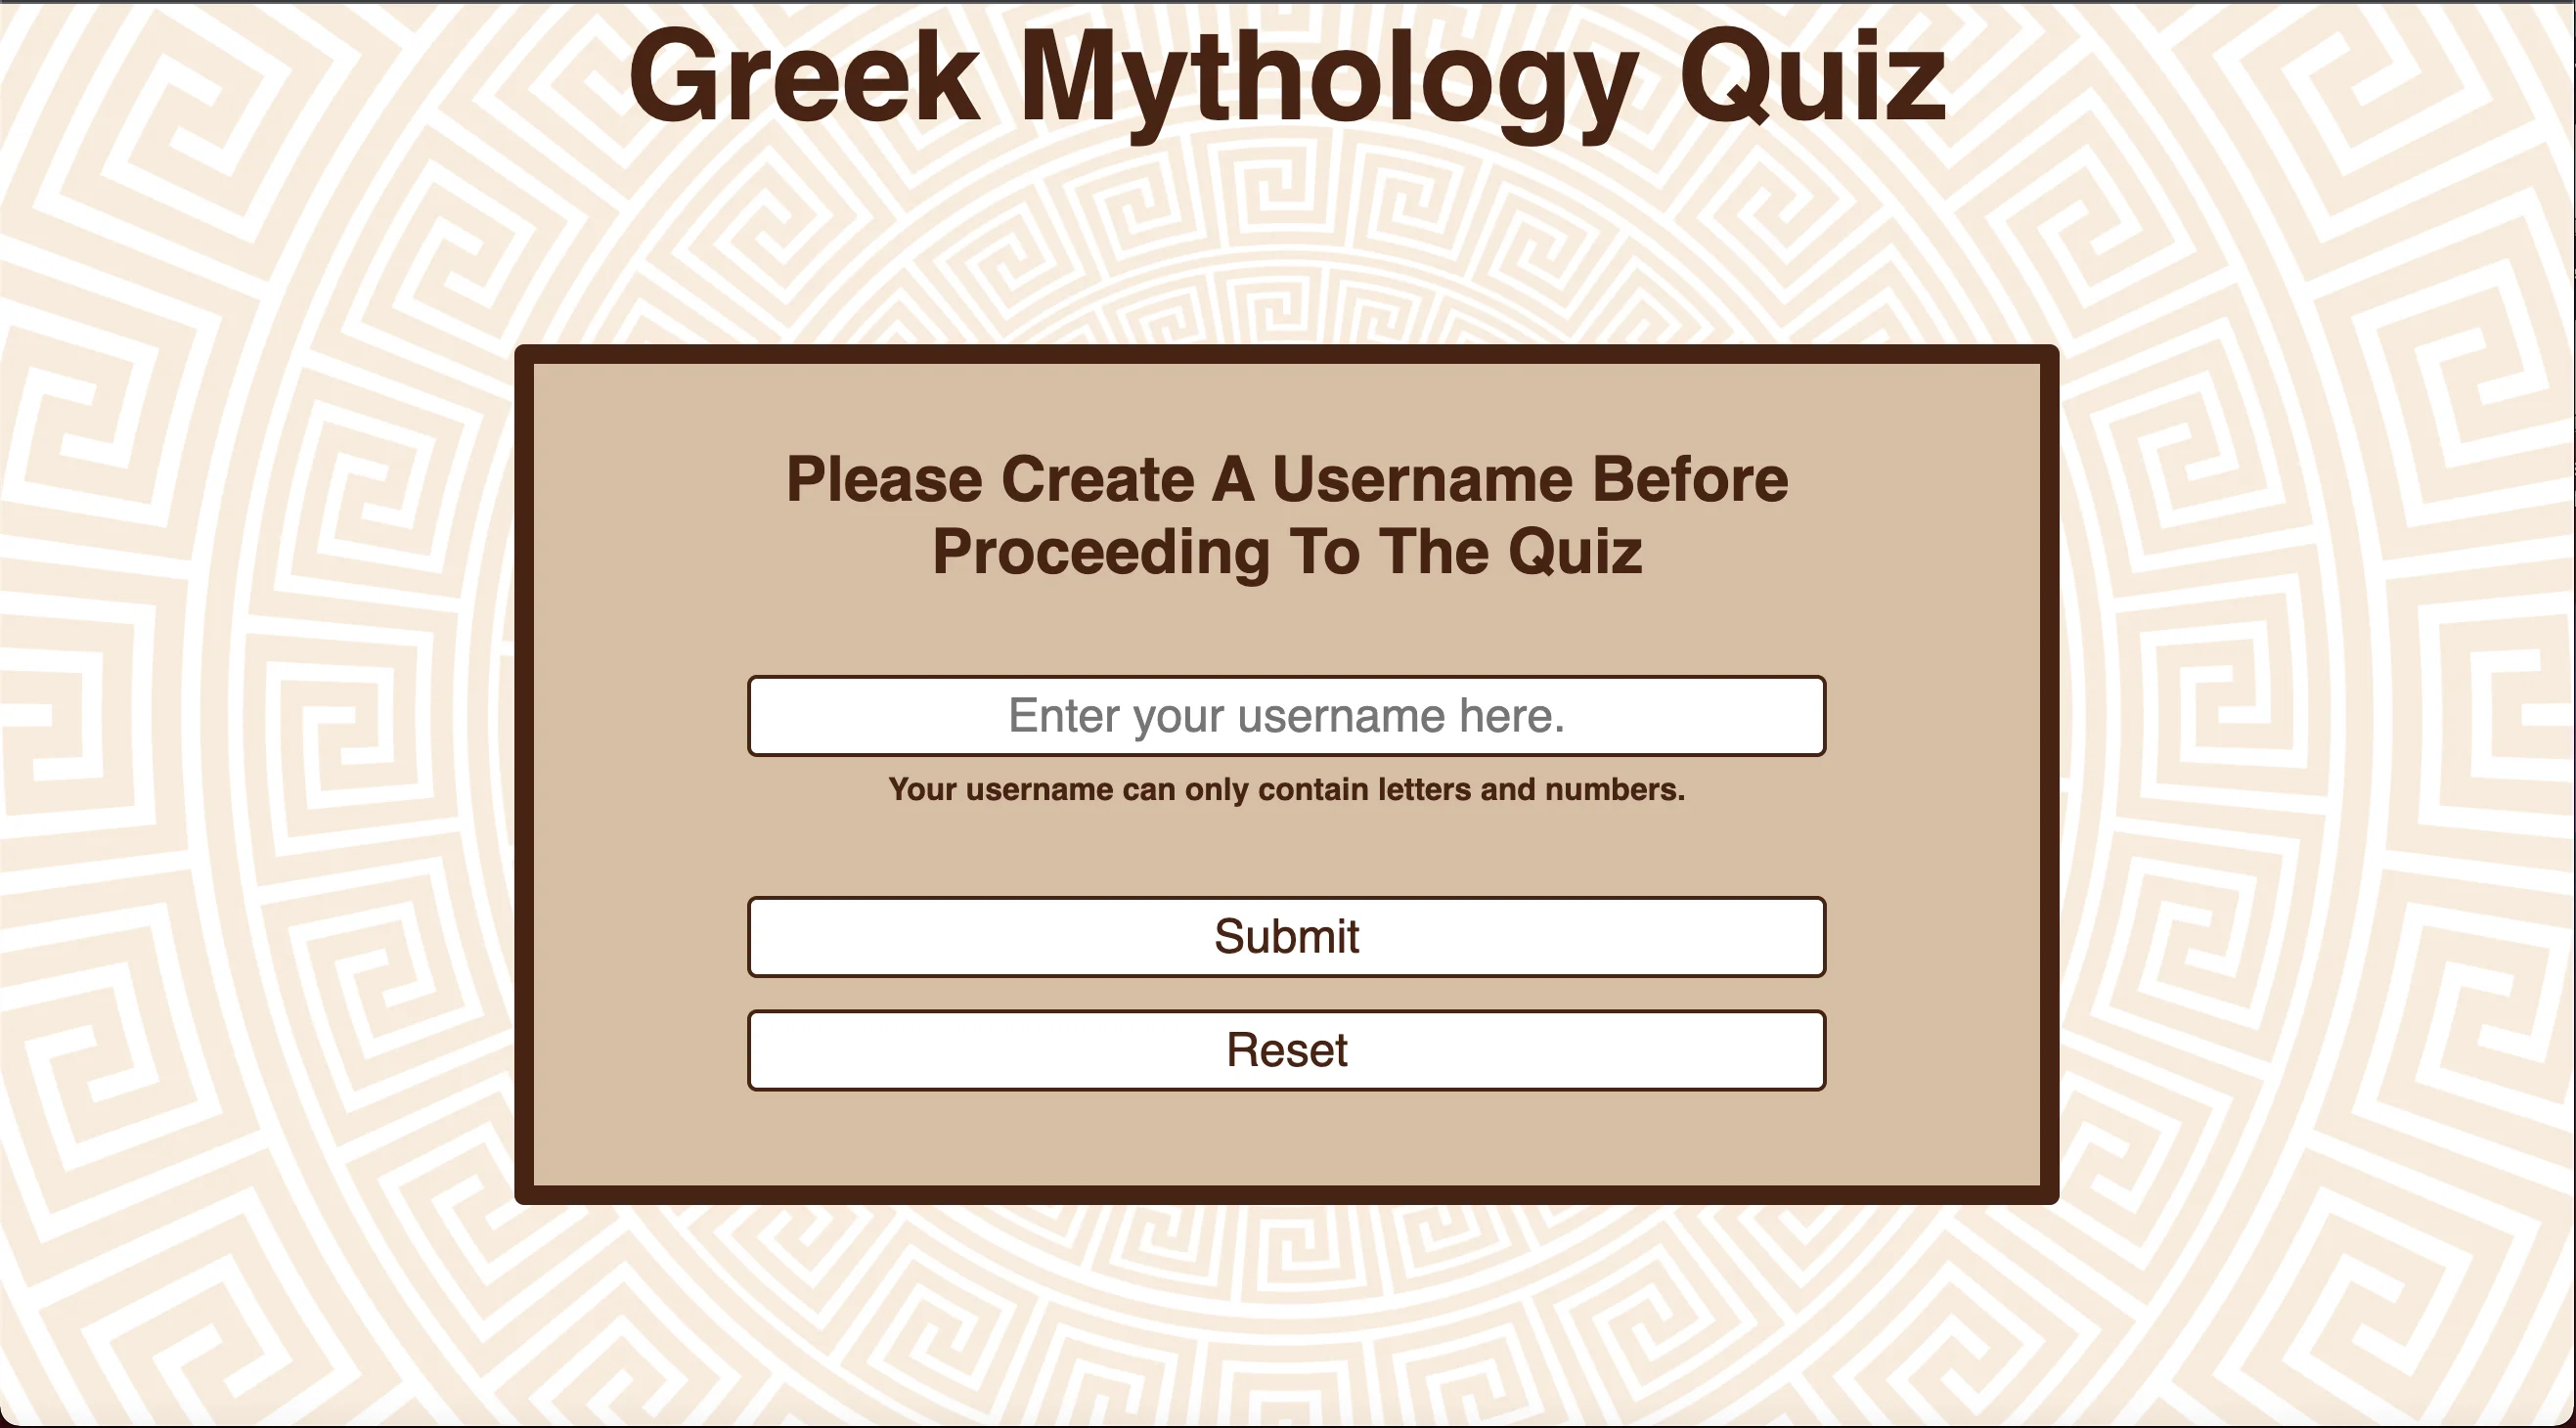 Greek Mythology Quiz
Please Create A Username Before
Proceeding To The Quiz
Enter your username here.
Your username can only contain letters and numbers.
Submit
Reset